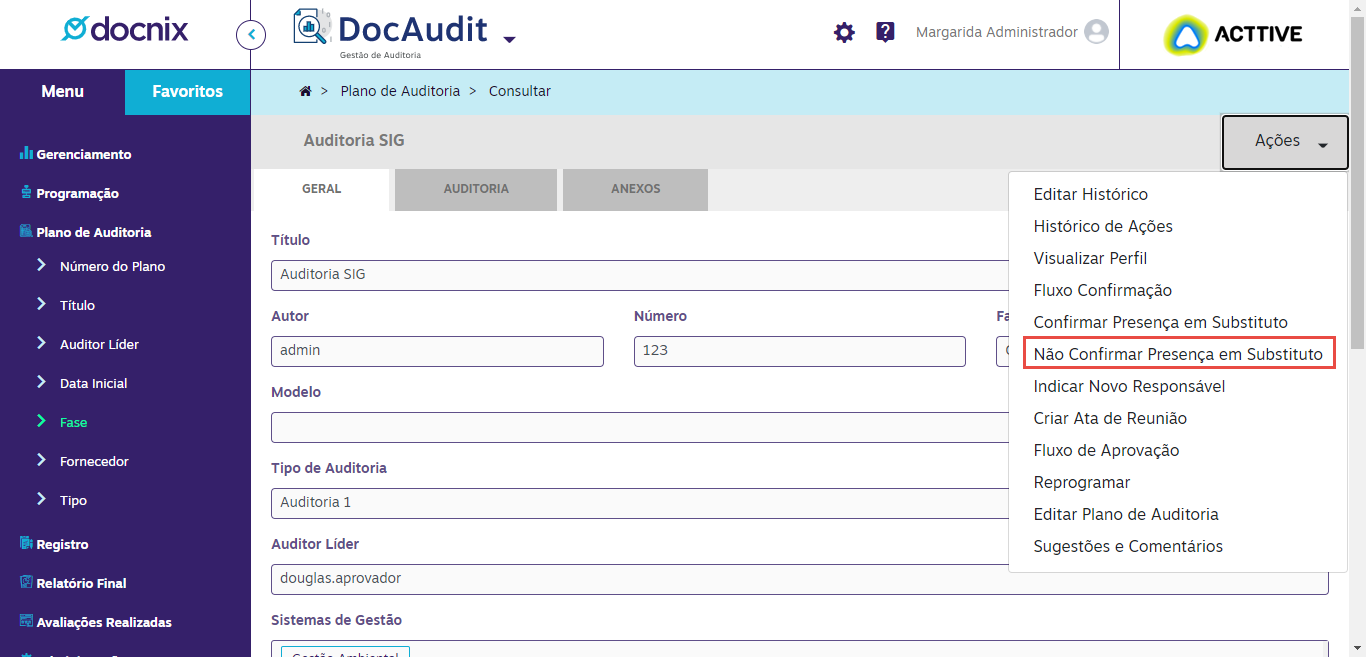 docnix
DocAudit
Gestão de Auditoria
Margarida Administrador
ACTTIVE
Menu
Favoritos
> Plano de Auditoria > Consultar
Gerenciamento
Programação
Plano de Auditoria
Número do Plano
Título
Auditor Líder
Data Inicial
Fase
Fornecedor
Tipo
Registro
Relatório Final
Avaliações Realizadas
Auditoria SIG
Ações
GERAL
AUDITORIA
ANEXOS
Título
Auditoria SIG
Autor
Número
admin
123
Modelo
Tipo de Auditoria
Auditoria 1
Auditor Líder
douglas.aprovador
Sistemas de Gestão
Gestão Ambiental
Editar Histórico
Histórico de Ações
Visualizar Perfil
Fluxo Confirmação
Confirmar Presença em Substituto
Não Confirmar Presença em Substituto
Indicar Novo Responsável
Criar Ata de Reunião
Fluxo de Aprovação
Reprogramar
Editar Plano de Auditoria
Sugestões e Comentários